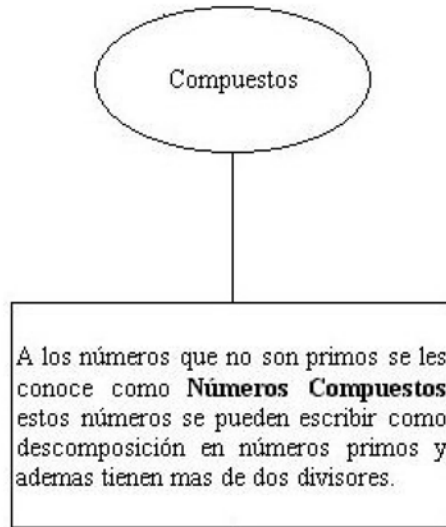 Compuestos
A los números que no son primos se les
conoce como Números Compuestos
estos números se pueden escribir como
descomposición en números primos y
ademas tienen mas de dos divisores.